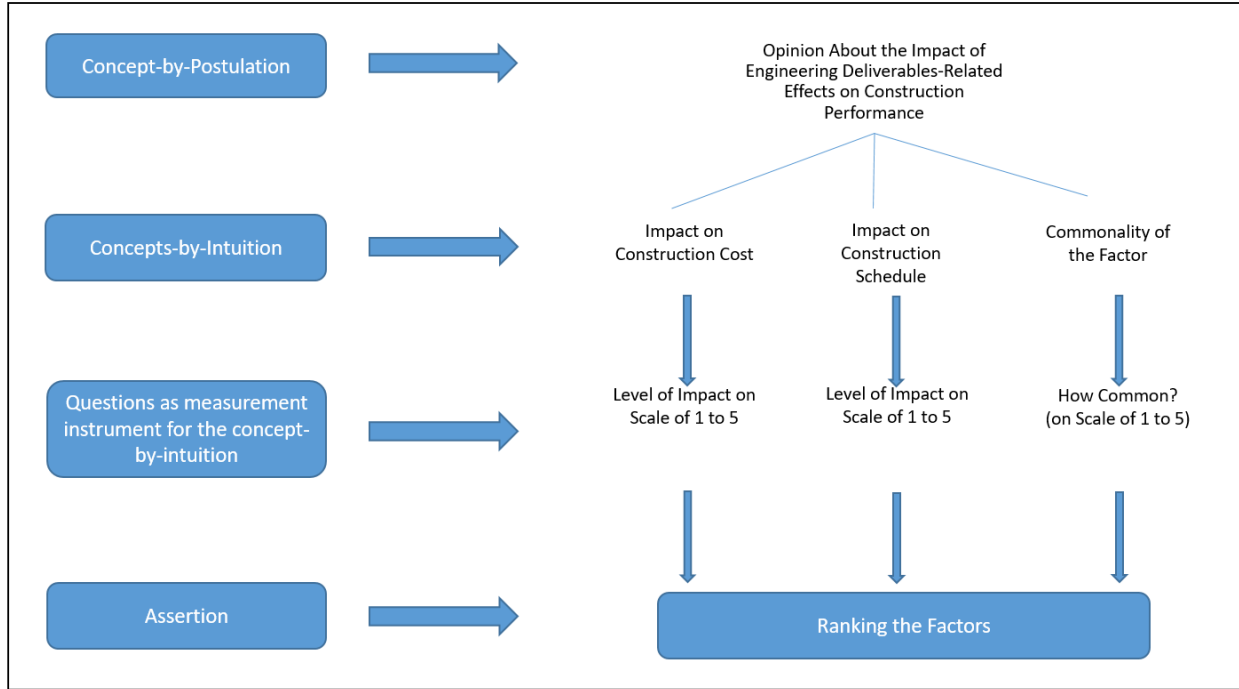 Concept-by-Postulation
Opinion About the Impact of
Engineering Deliverables-Related
Effects on Construction
Performance
Concepts-by-Intuition
Impact on
Construction Cost
Impact on
Construction
Schedule
Commonality of
the Factor
Questions as measurement
instrument for the concept-
by-intuition
Level of Impact on
Scale of 1 to 5
Level of Impact on
Scale of 1 to 5
How Common?
(on Scale of 1 to 5)
Assertion
Ranking the Factors